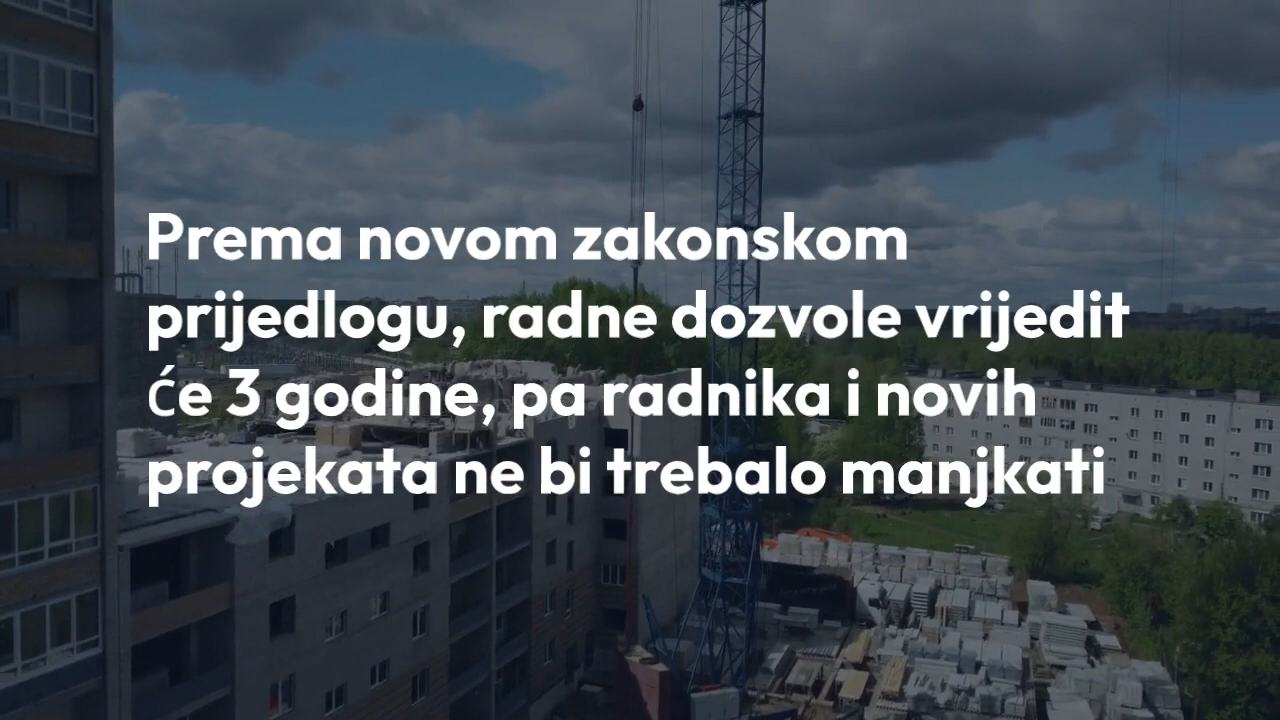 Prema novom zakonskom
prijedlogu, radne dozvole vrijedit
će 3 godine, pa radnika i novih
projekata ne bi trebalo manjkati